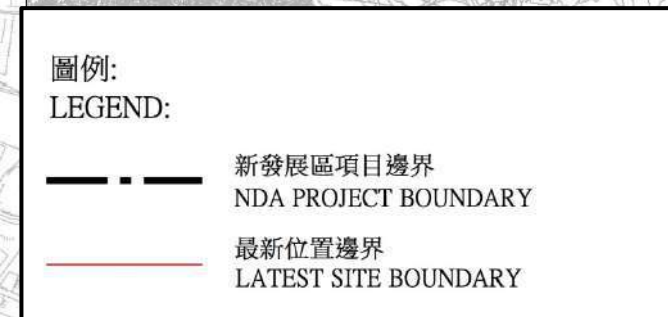 圖例:
LEGEND:
新發展區項目邊界
NDA PROJECT BOUNDARY
最新位置邊界
LATEST SITE BOUNDARY